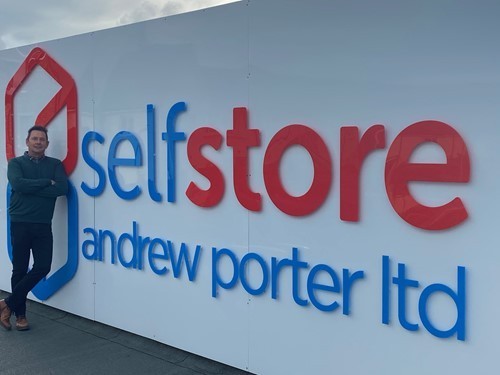 selfstore
andrew porter ltd